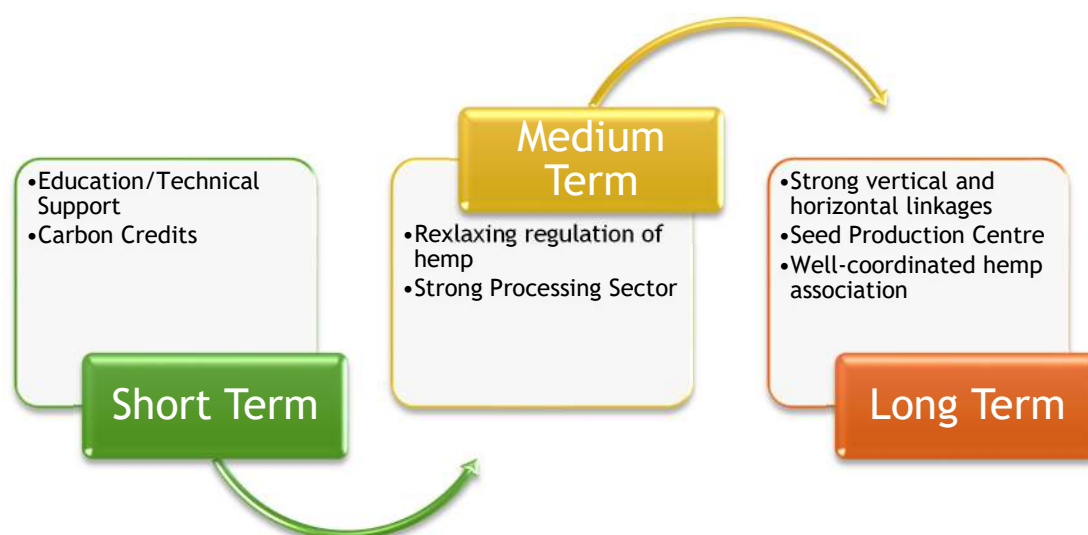 •Education/Technical
Support
•Carbon Credits
Short Term
Medium
Term
•Rexlaxing regulation of
hemp
•Strong Processing Sector
•Strong vertical and
horizontal linkages
•Seed Production Centre
•Well-coordinated hemp
association
Long Term